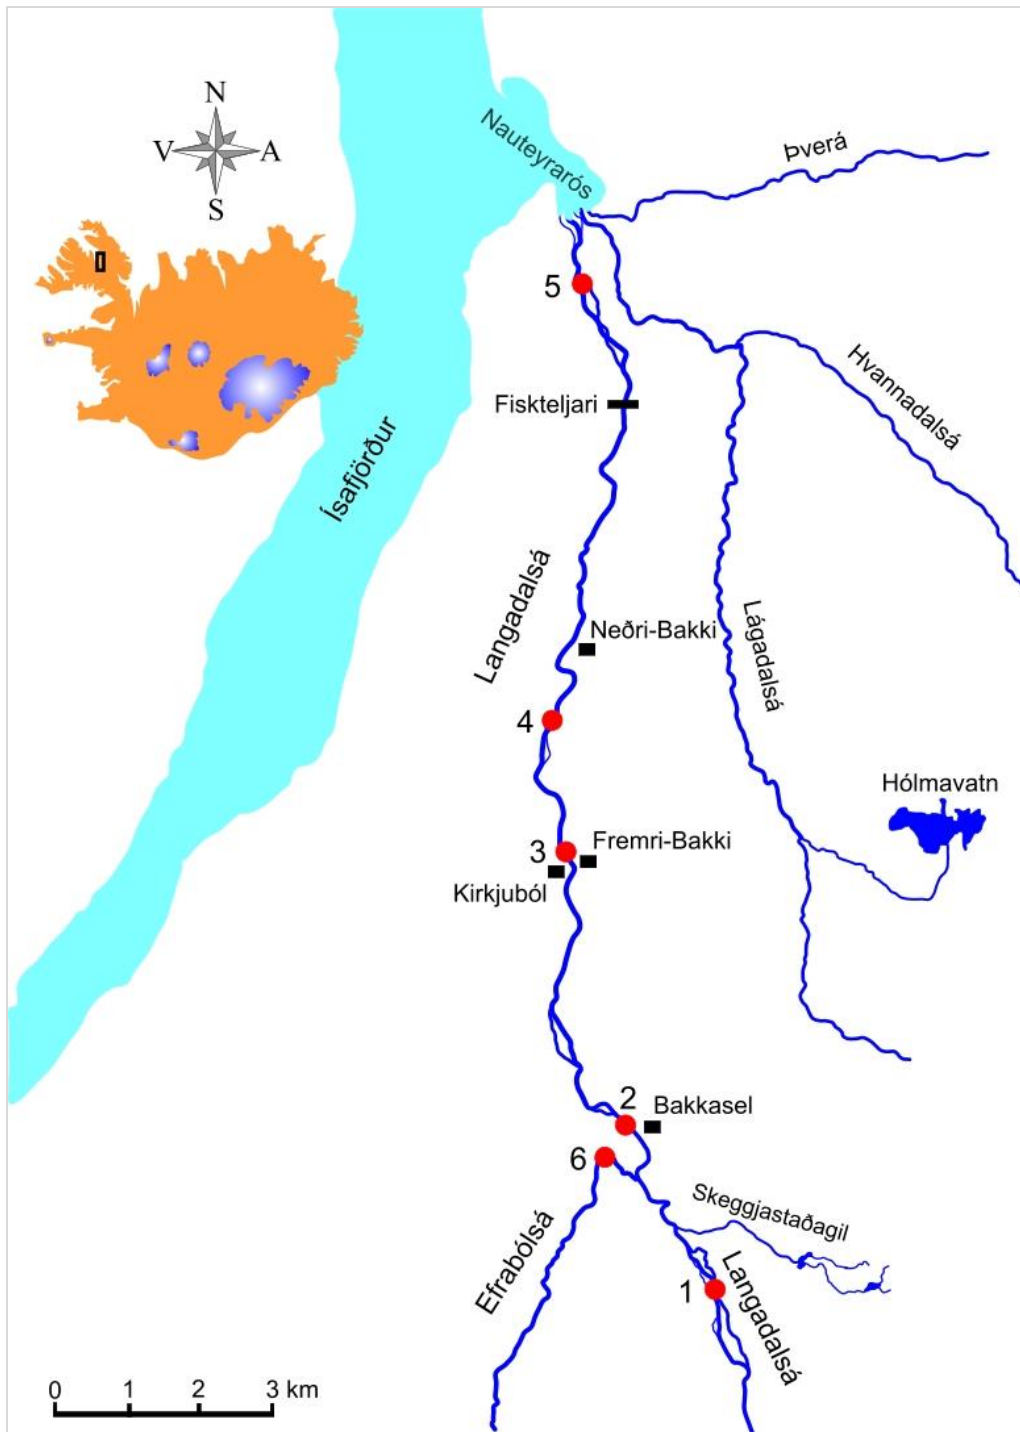 N
V A
S
Nauteyrarós
Þverá
5
Fiskteljari
Hvannadalsá
Ísafjörður
Langadalsá
Neðri-Bakki
Lágadalsá
4
Hólmavatn
3
Fremri-Bakki
Kirkjuból
2
Bakkasel
6
Skeggjastaðagil
Efrabólsá
1
Langadalsá
0 1 2 3 km